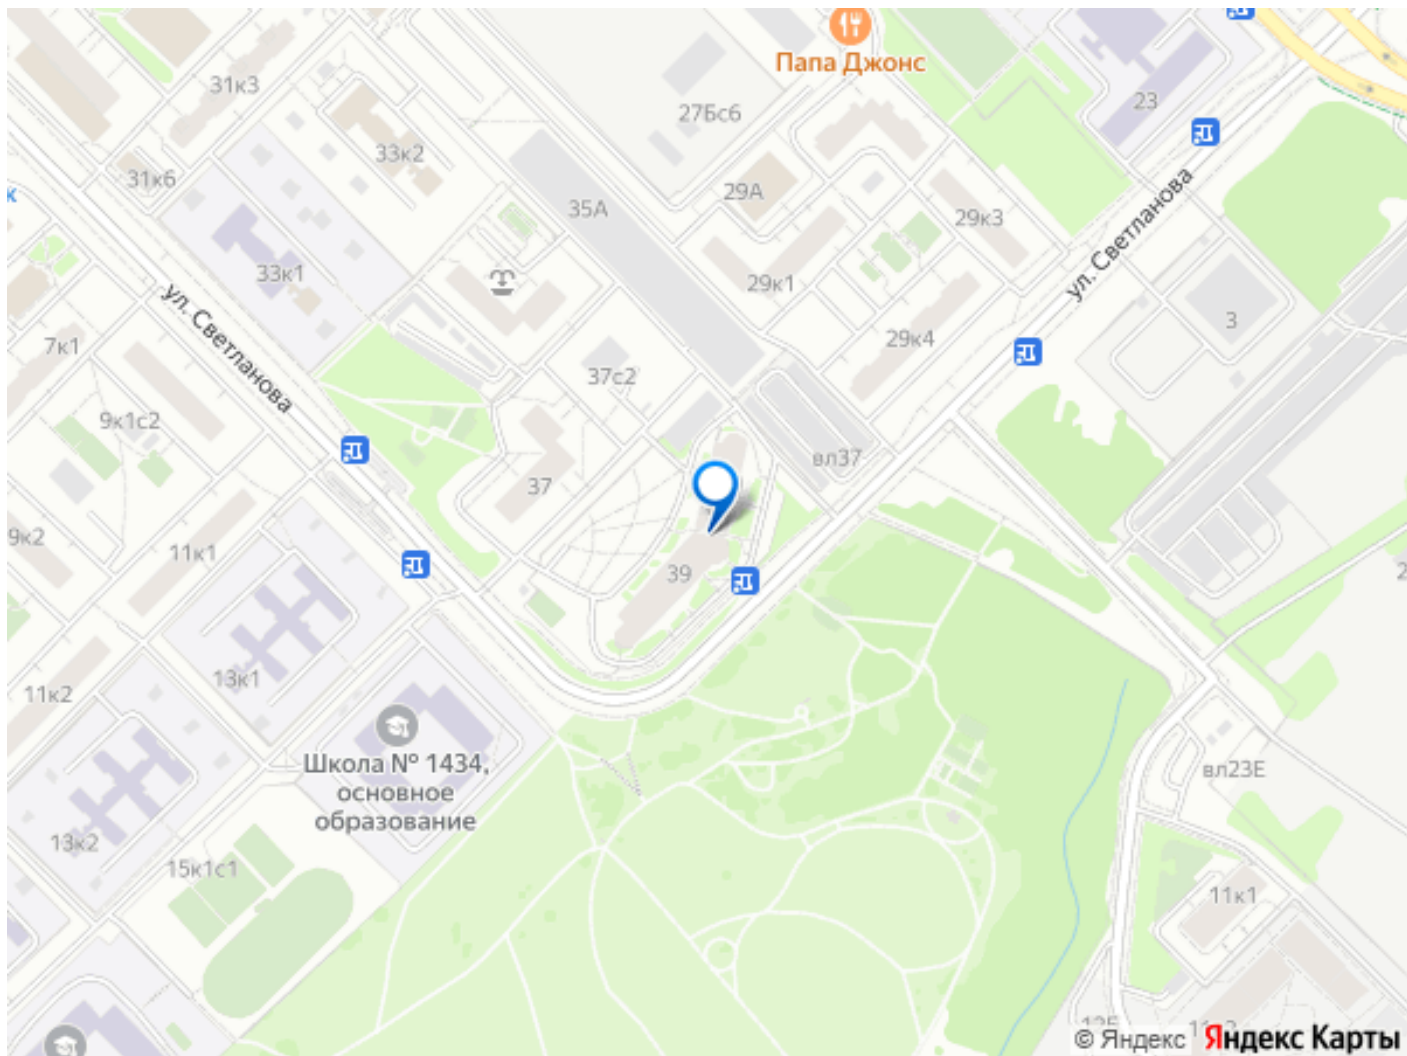 Папа Джонс
23
31к3
27Бс6
33к2
31к6
29А
35А
29к3
ул. Светланова
33к1
29к1
ул. Светланова
3
29к4
7к1
37с2
9к1с2
вл37
37
9к2
11к1
39
13к1
11к2
Школа № 1434,
основное
образование
вл23Е
13к2
15к1с1
11к1
© Яндекс
Яндекс Карты